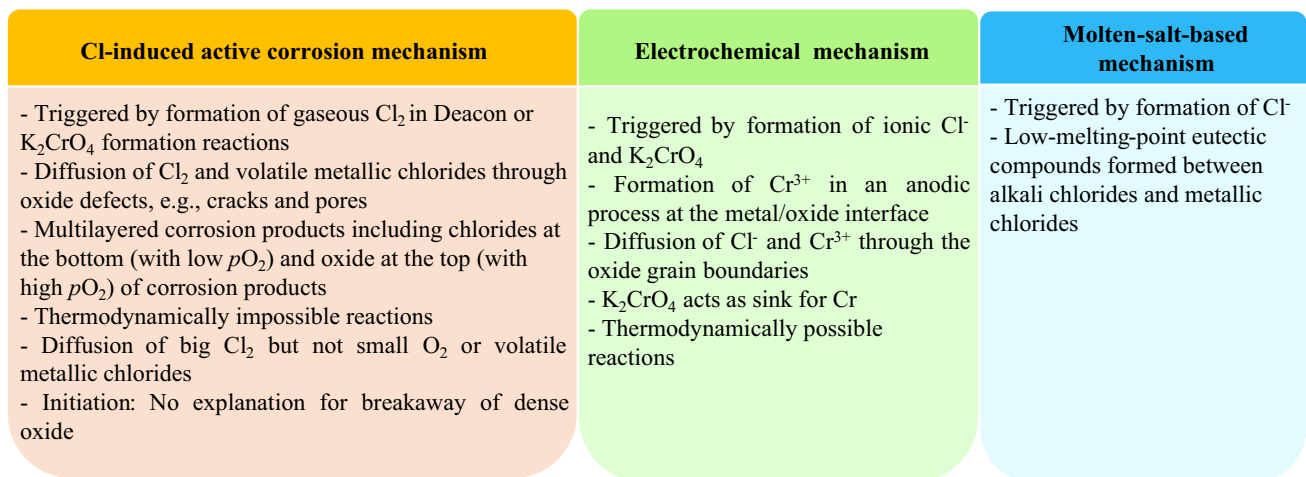 Cl-induced active corrosion mechanism
- Triggered by formation of gaseous Cl₂ in Deacon or
K₂CrO₄ formation reactions
- Diffusion of Cl₂ and volatile metallic chlorides through
oxide defects, e.g., cracks and pores
- Multilayered corrosion products including chlorides at
the bottom (with low pO₂) and oxide at the top (with
high pO₂) of corrosion products
- Thermodynamically impossible reactions
- Diffusion of big Cl₂ but not small O₂ or volatile
metallic chlorides
- Initiation: No explanation for breakaway of dense
oxide
Electrochemical mechanism
- Triggered by formation of ionic Cl⁻
and K₂CrO₄
- Formation of Cr³⁺ in an anodic
process at the metal/oxide interface
- Diffusion of Cl⁻ and Cr³⁺ through the
oxide grain boundaries
- K₂CrO₄ acts as sink for Cr
- Thermodynamically possible
reactions
Molten-salt-based
mechanism
- Triggered by formation of Cl⁻
- Low-melting-point eutectic
compounds formed between
alkali chlorides and metallic
chlorides